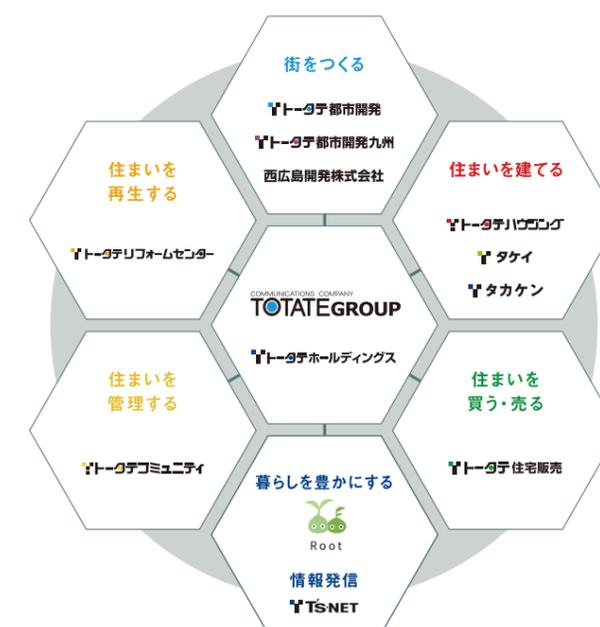 街をつくる
トータテ都市開発
トータテ都市開発九州
西広島開発株式会社
住まいを
再生する
トータテリフォームセンター
住まいを建てる
トータテハウジング
タケイ
タカケン
COMMUNICATIONS COMPANY
TOTATE GROUP
トータテホールディングス
住まいを
管理する
トータテコミュニティ
住まいを
買う・売る
トータテ住宅販売
暮らしを豊かにする
Root
情報発信
T'S・NET